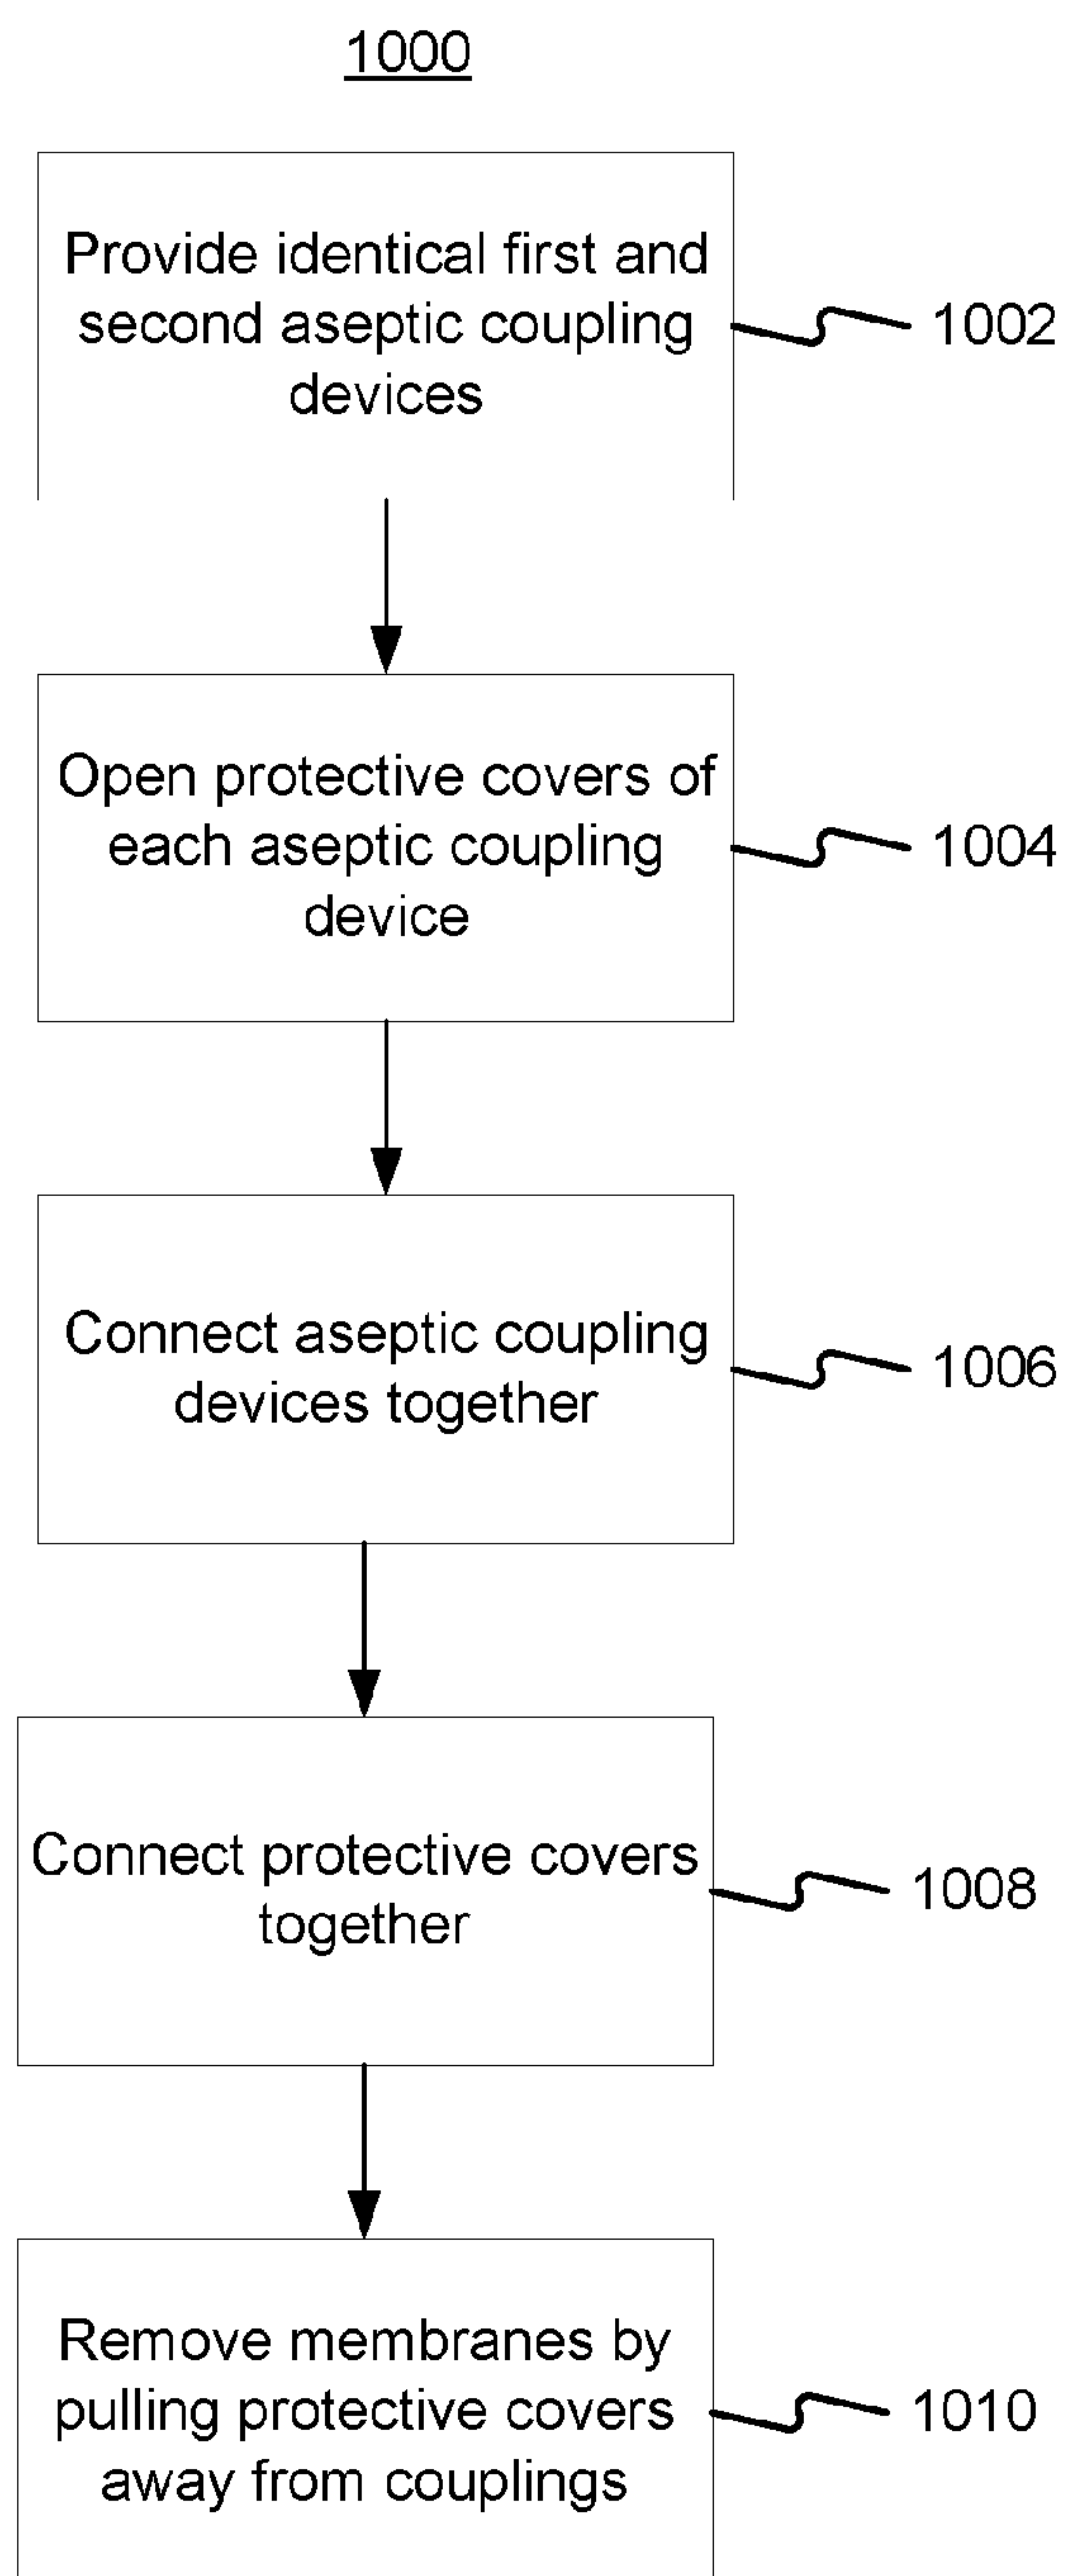 1000
Provide identical first and
second aseptic coupling
devices
1002
Open protective covers of
each aseptic coupling
device
1004
Connect aseptic coupling
devices together
1006
Connect protective covers
together
1008
Remove membranes by
pulling protective covers
away from couplings
1010